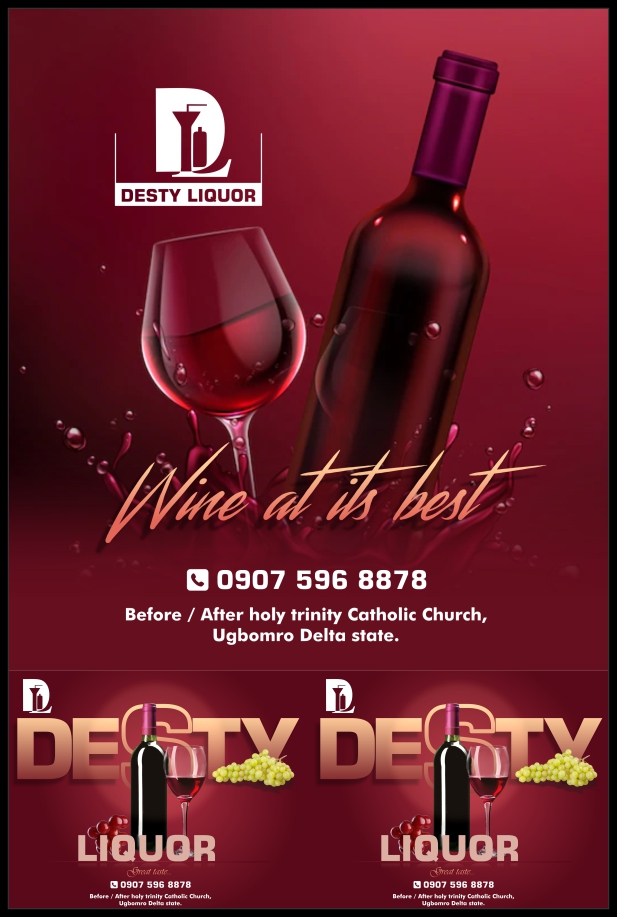 DL
DESTY LIQUOR
Wine at its best
0907 596 8878
Before / After holy trinity Catholic Church,
Ugbomro Delta state.
DL
DESTY
LIQUOR
Great taste...
0907 596 8878
Before / After holy trinity Catholic Church,
Ugbomro Delta state.
DL
DESTY
LIQUOR
Great taste...
0907 596 8878
Before / After holy trinity Catholic Church,
Ugbomro Delta state.